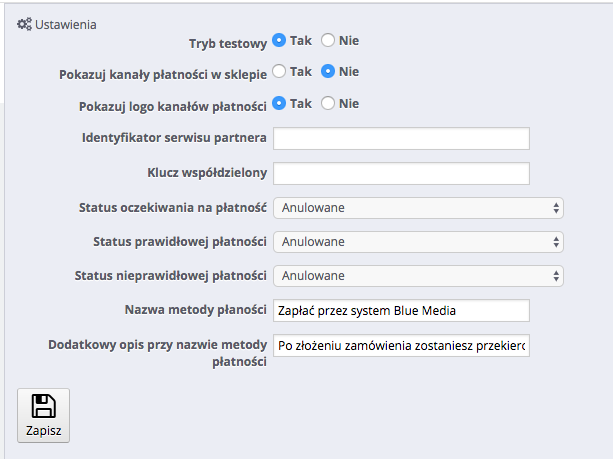 Ustawienia
Tryb testowy Tak Nie
Pokazuj kanały płatności w sklepie Tak Nie
Pokazuj logo kanałów płatności Tak Nie
Identyfikator serwisu partnera
Klucz współdzielony
Status oczekiwania na płatność Anulowane
Status prawidłowej płatności Anulowane
Status nieprawidłowej płatności Anulowane
Nazwa metody płaności Zapłać przez system Blue Media
Dodatkowy opis przy nazwie metody Po złożeniu zamówienia zostaniesz przekierc
płatności
Zapisz